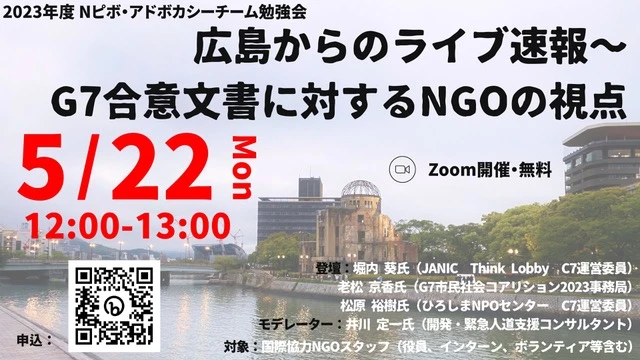 2023年度 Nピボ・アドボカシーチーム勉強会
広島からのライブ速報～
G7合意文書に対するNGOの視点
5/22 Mon
12:00-13:00
Zoom開催・無料
登壇：堀内 葵氏（JANIC　Think Lobby　C7運営委員）
老松 京香氏（G7市民社会コアリション2023事務局）
松原 裕樹氏（ひろしまNPOセンター　C7運営委員）
モデレーター：井川 定一氏（開発・緊急人道支援コンサルタント）
申込：
対象：国際協力NGOスタッフ（役員、インターン、ボランティア等含む）